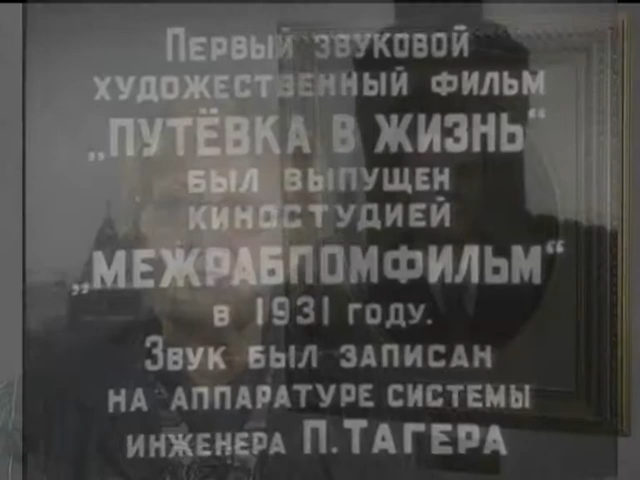 Первый звуковой
художественный фильм
„ПУТЁВКА В ЖИЗНЬ“
был выпущен
киностудией
„МЕЖРАБПОМФИЛЬМ“
в 1931 году.
Звук был записан
на аппаратуре системы
инженера П.ТАГЕРА